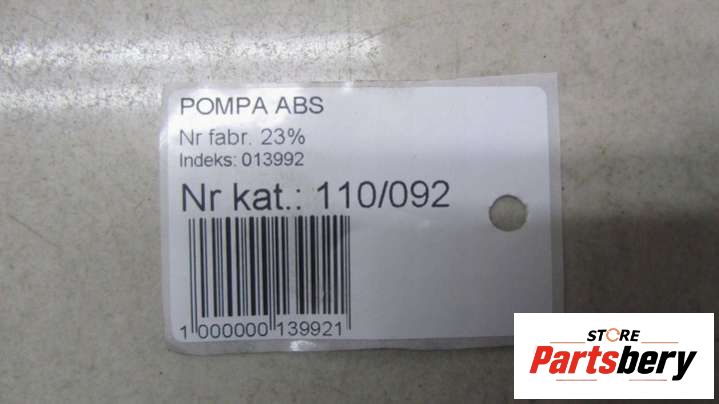 POMPA ABS
Nr fabr. 23%
Indeks: 013992
Nr kat.: 110/092
1 000000 139921
STORE
Partsbery